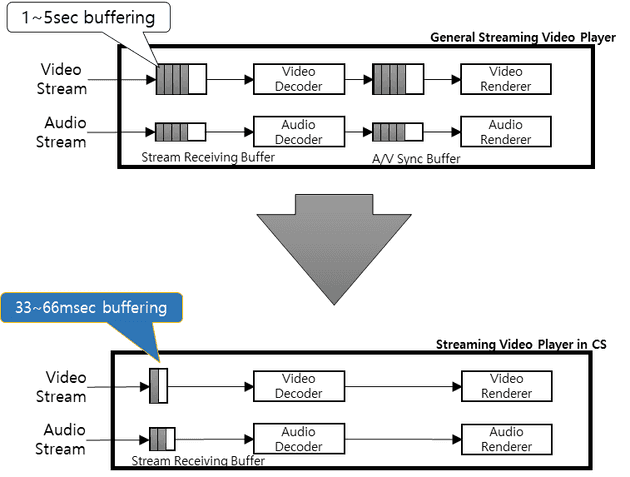 1~5sec buffering
General Streaming Video Player
Video
Stream
Video
Decoder
Video
Renderer
Audio
Stream
Audio
Decoder
Audio
Renderer
Stream Receiving Buffer
A/V Sync Buffer
33~66msec buffering
Streaming Video Player in CS
Video
Stream
Video
Decoder
Video
Renderer
Audio
Stream
Audio
Decoder
Audio
Renderer
Stream Receiving Buffer